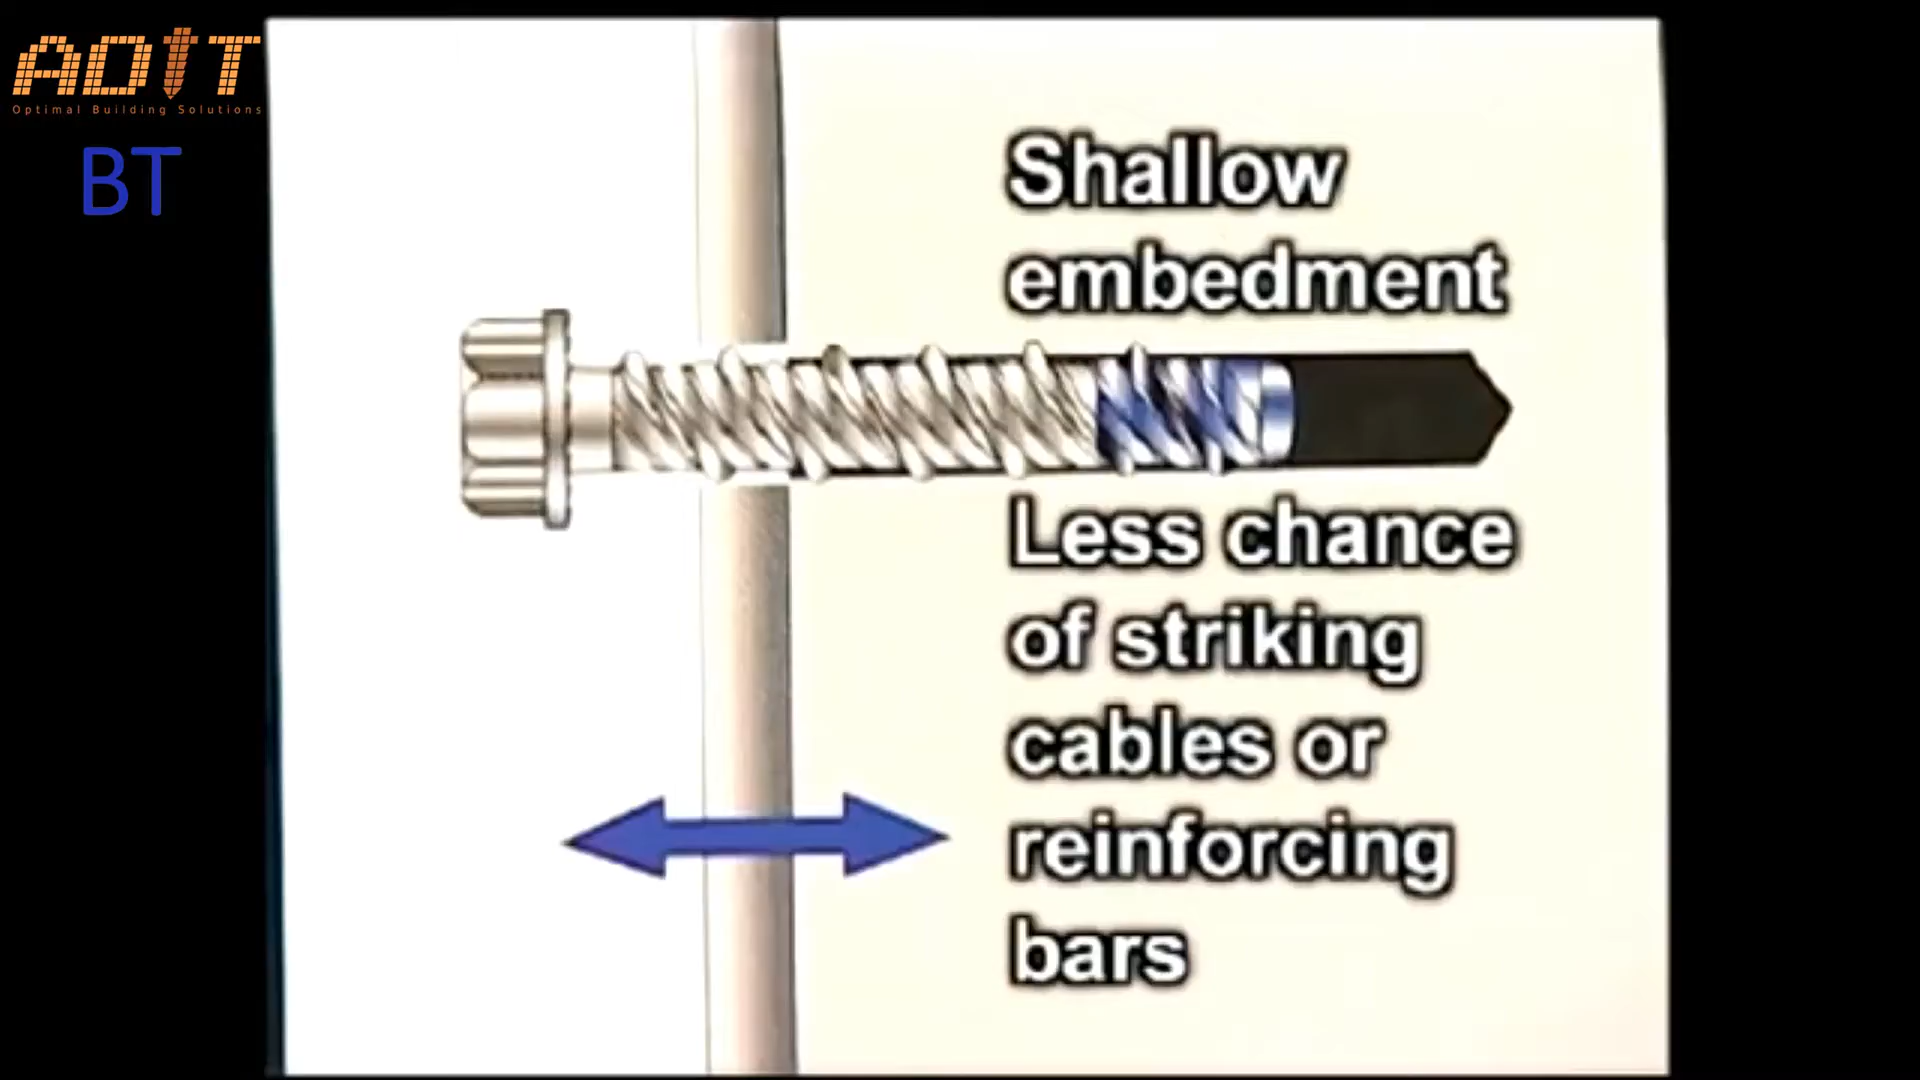 ADIT
Optimal Building Solutions
BT
Shallow
embedment
Less chance
of striking
cables or
reinforcing
bars